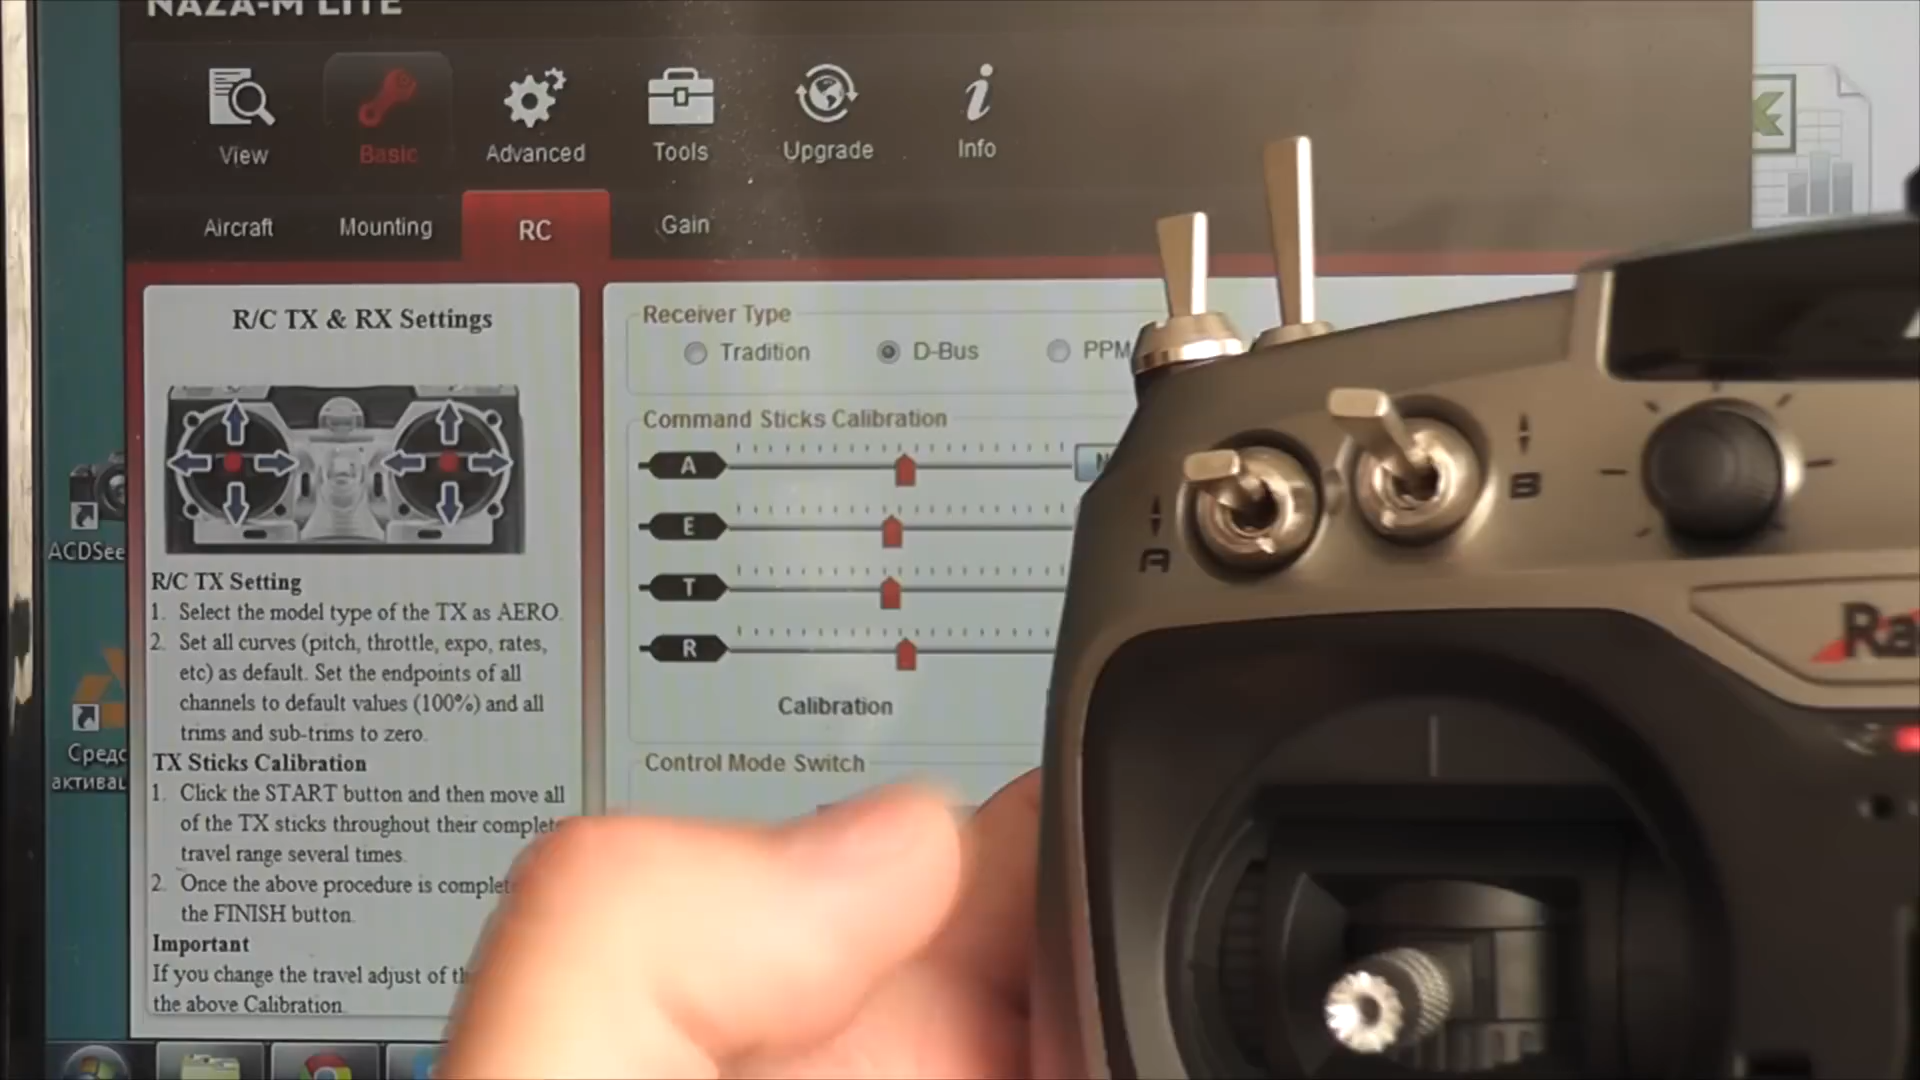 NAZA-M LITE
View
Basic
Advanced
Tools
Upgrade
Info
Aircraft
Mounting
RC
Gain
R/C TX & RX Settings
R/C TX Setting
1. Select the model type of the TX as AERO.
2. Set all curves (pitch, throttle, expo, rates,
etc) as default. Set the endpoints of all
channels to default values (100%) and all
trims and sub-trims to zero.
TX Sticks Calibration
1. Click the START button and then move all
of the TX sticks throughout their complete
travel range several times.
2. Once the above procedure is complet
the FINISH button.
Important
If you change the travel adjust of th
the above Calibration
Receiver Type
Tradition
D-Bus
PPM
Command Sticks Calibration
A
N
E
T
R
Calibration
Control Mode Switch
ACDSee
Средс
активац
A
B
Ra